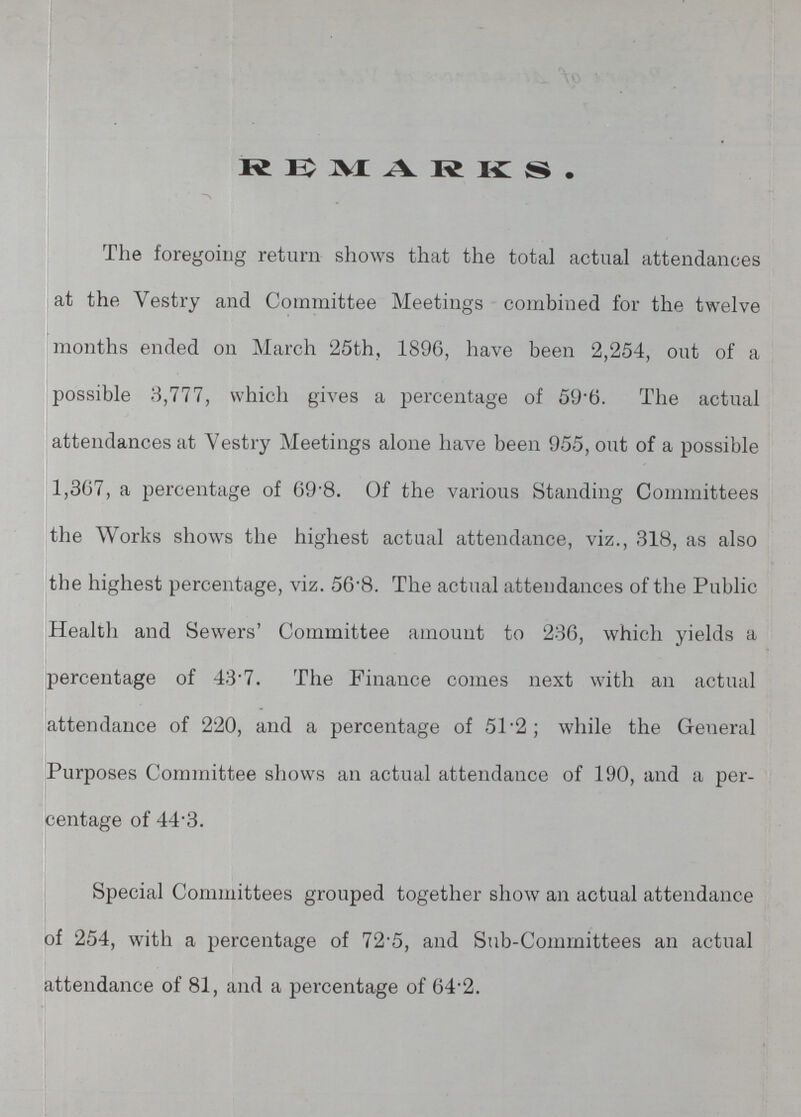 REMARKS.
The foregoing return shows that the total actual attendances
at the Vestry and Committee Meetings combined for the twelve
months ended on March 25th, 1896, have been 2,254, out of a
possible 3,777, which gives a percentage of 59·6. The actual
attendances at Vestry Meetings alone have been 955, out of a possible
1,367, a percentage of 69·8. Of the various Standing Committees
the Works shows the highest actual attendance, viz., 318, as also
the highest percentage, viz. 56·8. The actual attendances of the Public
Health and Sewers' Committee amount to 236, which yields a
percentage of 43·7. The Finance comes next with an actual
attendance of 220, and a percentage of 51·2 ; while the General
Purposes Committee shows an actual attendance of 190, and a per-
centage of 44·3.
Special Committees grouped together show an actual attendance
of 254, with a percentage of 72·5, and Sub-Committees an actual
attendance of 81, and a percentage of 64·2.